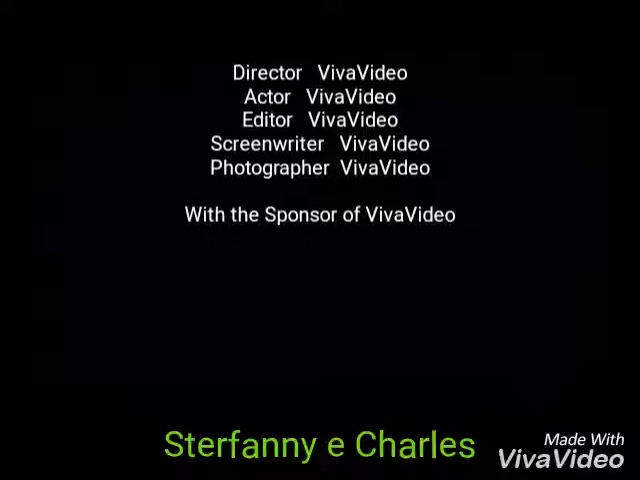 Director VivaVideo
Actor VivaVideo
Editor VivaVideo
Screenwriter VivaVideo
Photographer VivaVideo
With the Sponsor of VivaVideo
Sterfanny e Charles
Made With
VivaVideo